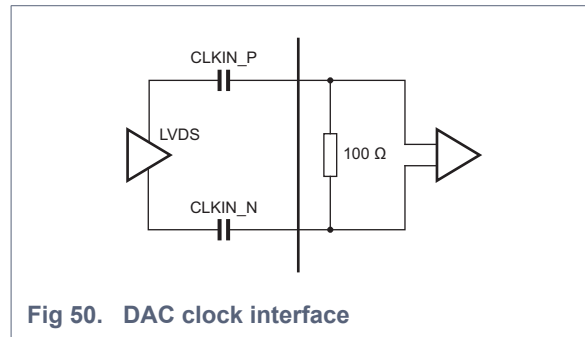 CLKIN_P
LVDS
100 Ω
CLKIN_N
Fig 50. DAC clock interface